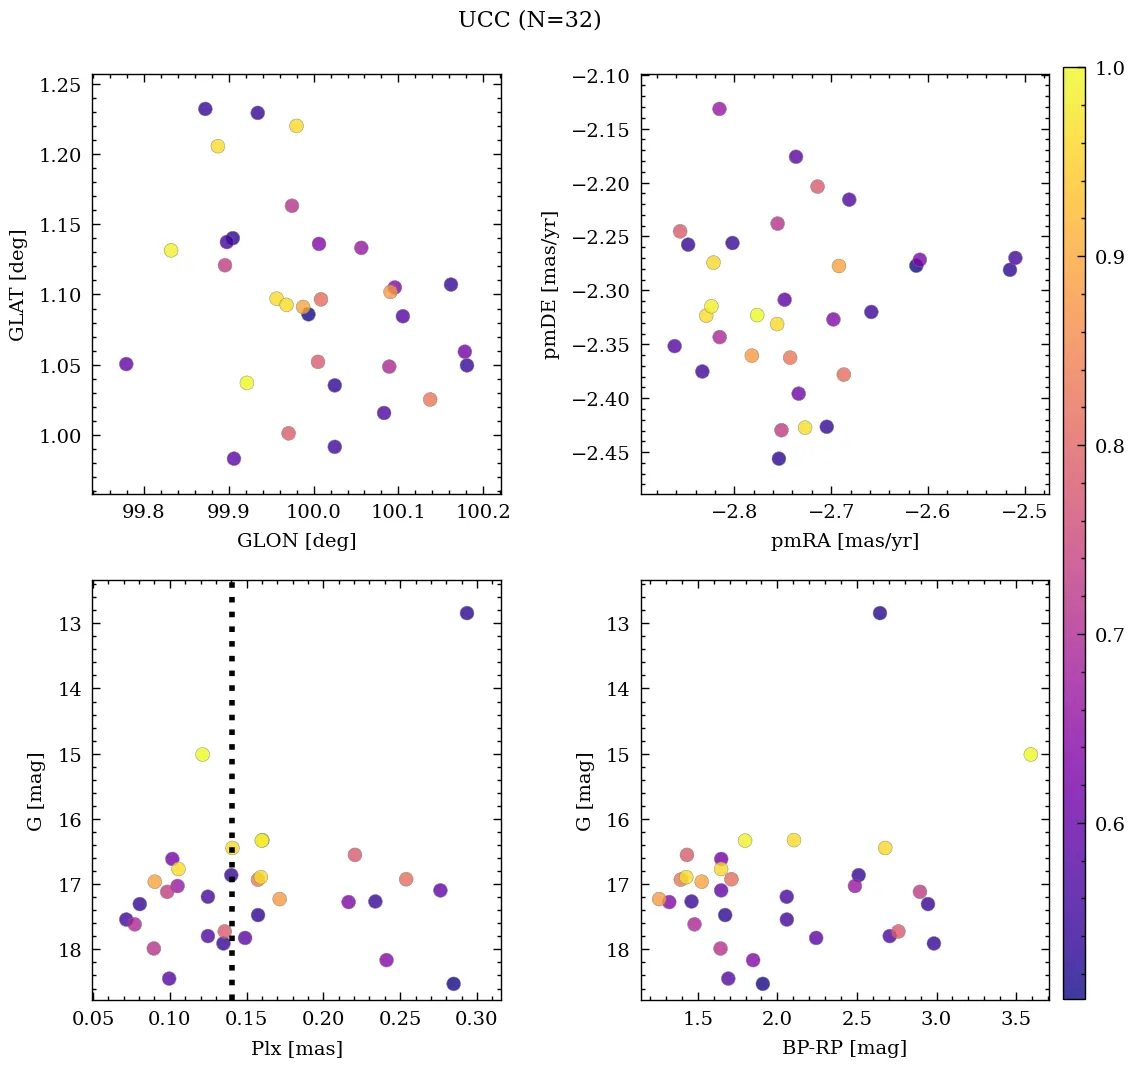 UCC (N=32)
1.25
1.20
1.15
1.10
1.05
1.00
GLAT [deg]
99.8 99.9 100.0 100.1 100.2
GLON [deg]
−2.10
−2.15
−2.20
−2.25
−2.30
−2.35
−2.40
−2.45
pmDE [mas/yr]
−2.8 −2.7 −2.6 −2.5
pmRA [mas/yr]
1.0
0.9
0.8
0.7
0.6
13
14
15
16
17
18
G [mag]
0.05 0.10 0.15 0.20 0.25 0.30
Plx [mas]
13
14
15
16
17
18
G [mag]
1.5 2.0 2.5 3.0 3.5
BP-RP [mag]